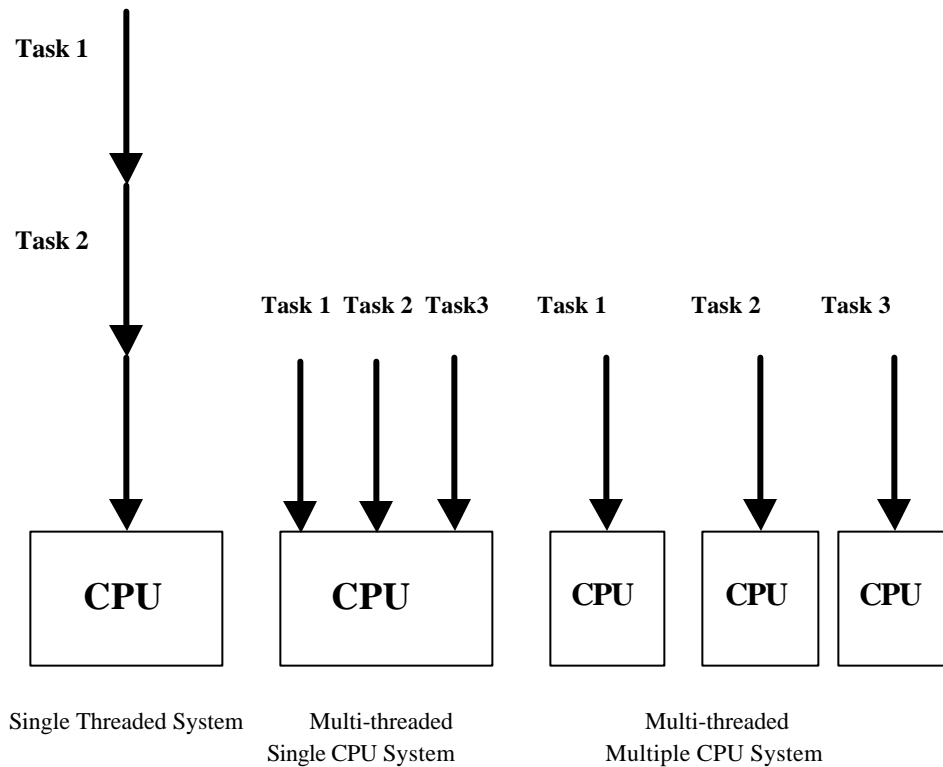 Task 1
Task 2
Task 1 Task 2 Task3 Task 1 Task 2 Task 3
CPU CPU CPU CPU CPU
Single Threaded System
Multi-threaded
Single CPU System
Multi-threaded
Multiple CPU System